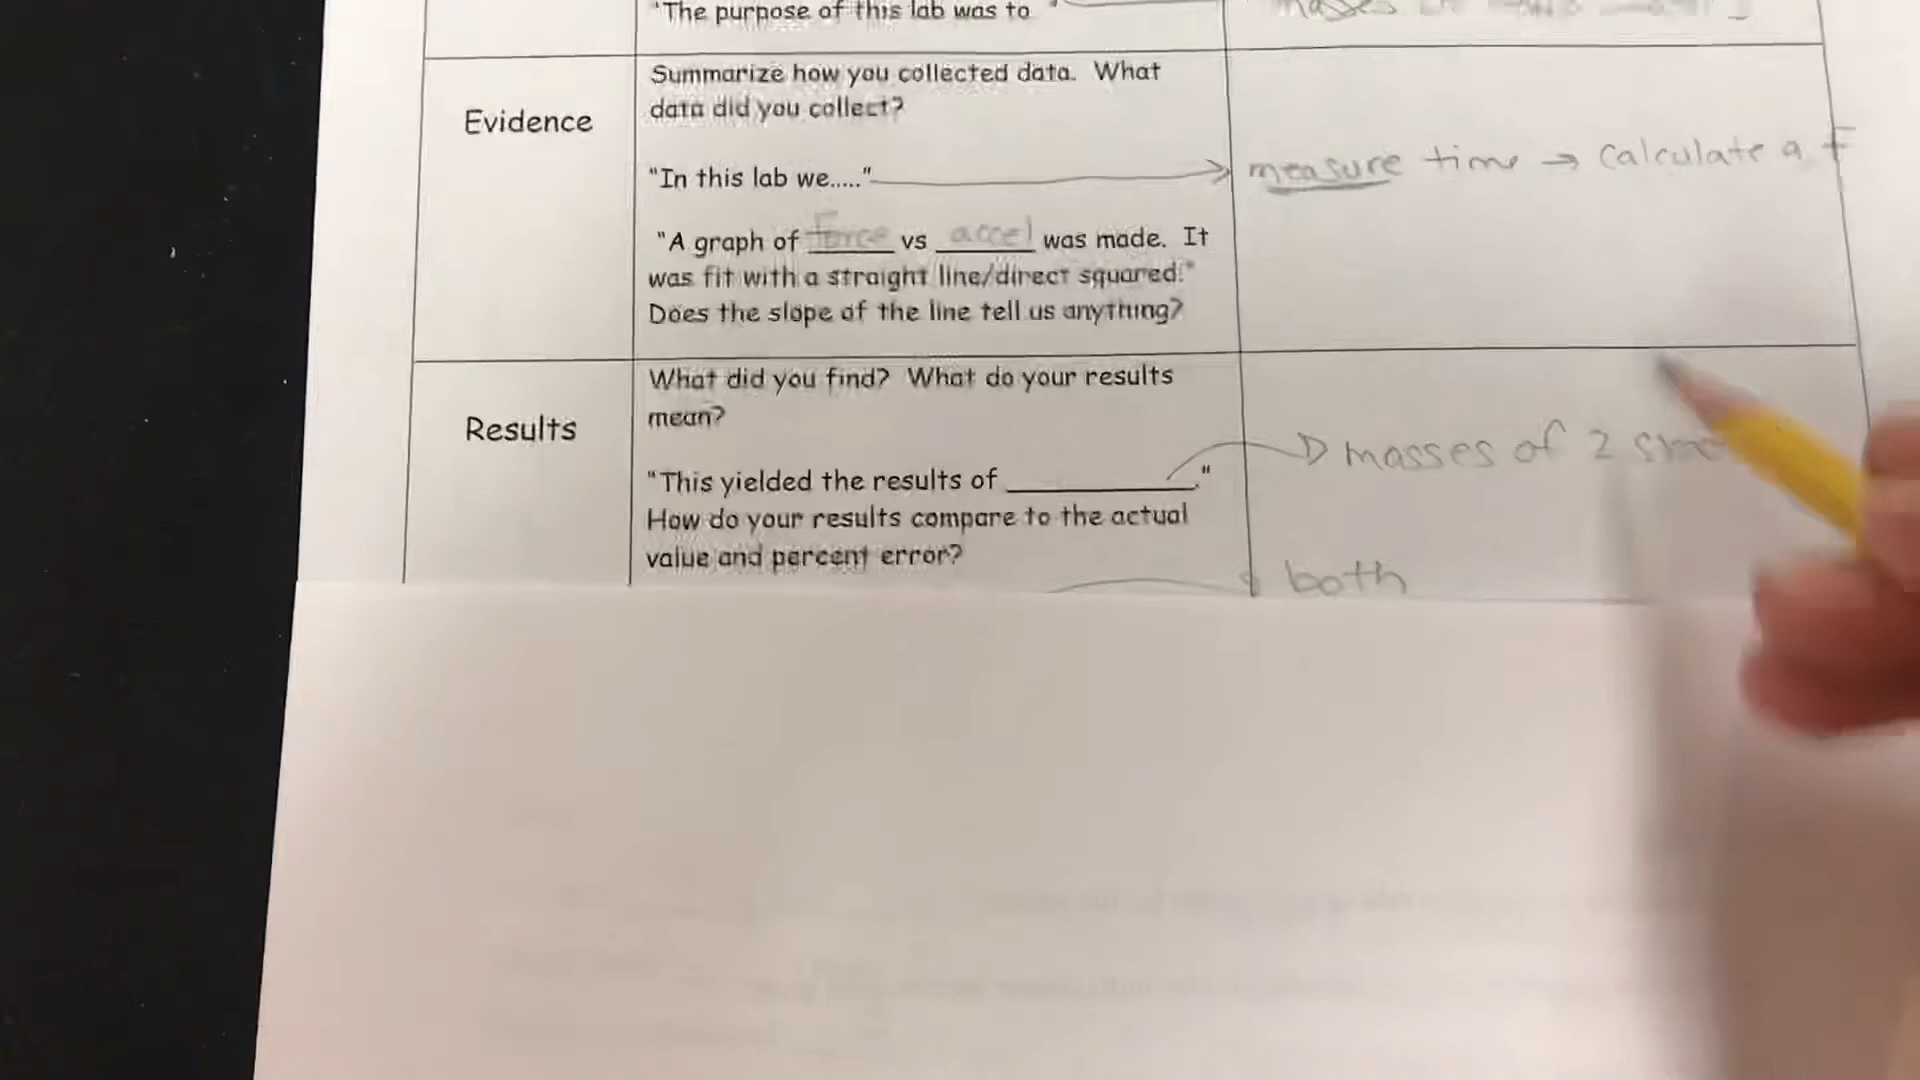 "The purpose of this lab was to
masses
Evidence
Summarize how you collected data. What
data did you collect?
"In this lab we....."
measure time → calculate a, F
"A graph of Force vs accel was made. It
was fit with a straight line/direct squared."
Does the slope of the line tell us anything?
Results
What did you find? What do your results
mean?
"This yielded the results of ____________."
masses of 2
How do your results compare to the actual
value and percent error?
both